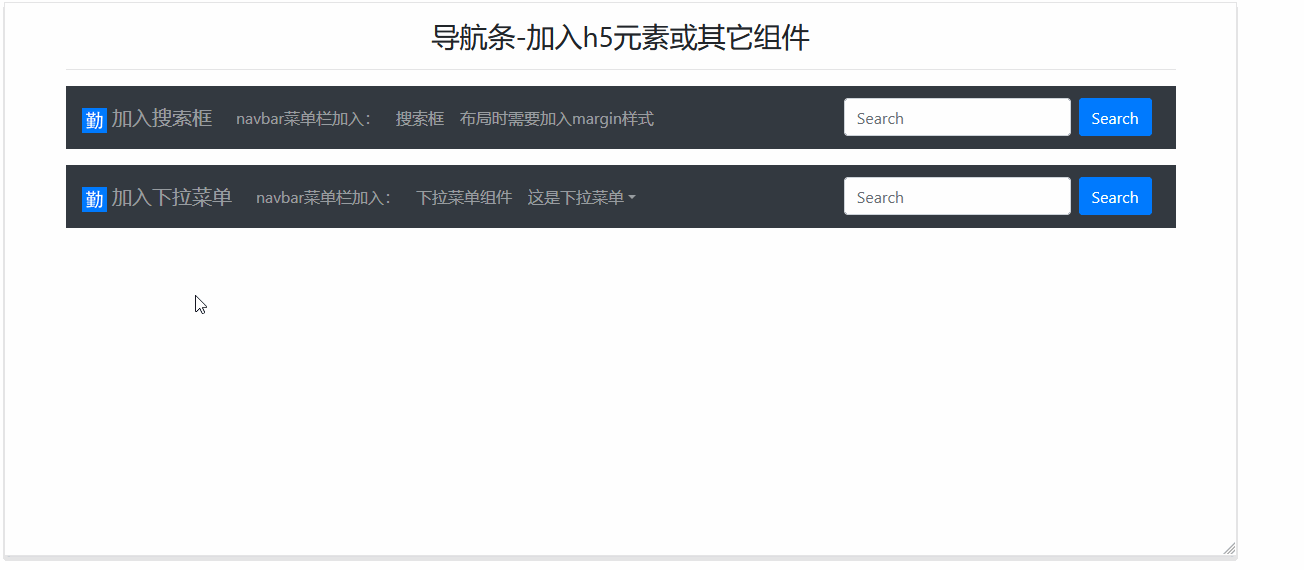 导航条-加入h5元素或其它组件
勤 加入搜索框 navbar菜单栏加入： 搜索框 布局时需要加入margin样式 Search Search
勤 加入下拉菜单 navbar菜单栏加入： 下拉菜单组件 这是下拉菜单 Search Search